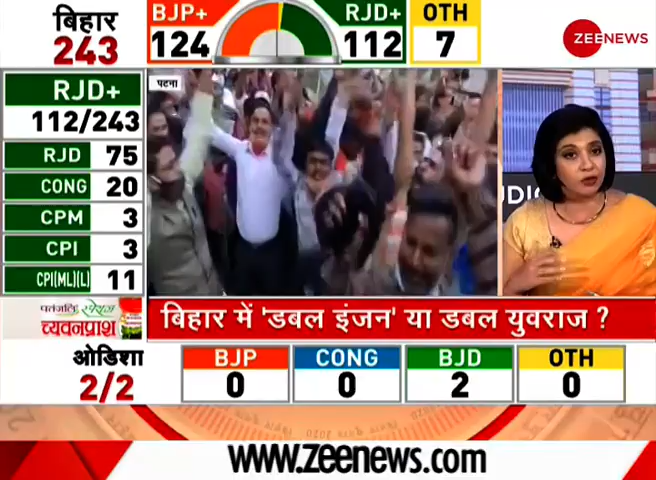 बिहार
243
BJP+
124
RJD+
112
OTH
7
ZEENEWS
RJD+
112/243
RJD 75
CONG 20
CPM 3
CPI 3
CPI(ML)(L) 11
पटना
पतंजलि स्पेशल
च्यवनप्राश
बिहार में 'डबल इंजन' या डबल युवराज ?
ओडिशा
2/2
BJP
0
CONG
0
BJD
2
OTH
0
www.zeenews.com